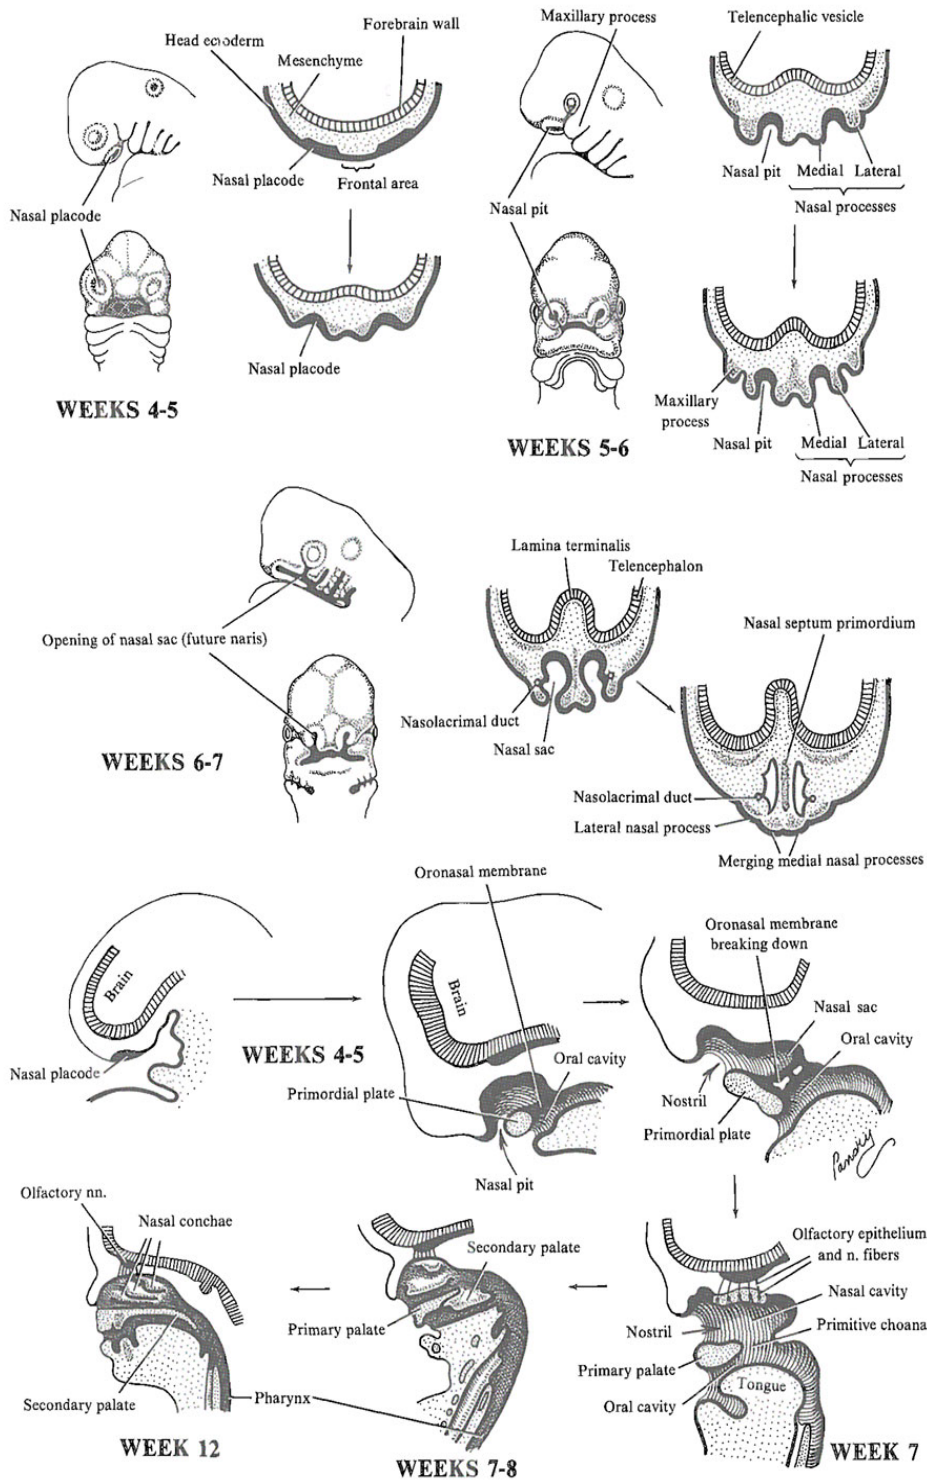 Head ectoderm
Forebrain wall
Mesenchyme
Nasal placode
Frontal area
Nasal placode
Nasal placode
WEEKS 4-5
Maxillary process
Telencephalic vesicle
Nasal pit
Medial
Lateral
Nasal processes
Nasal pit
Maxillary
process
Nasal pit
Medial
Lateral
Nasal processes
WEEKS 5-6
Lamina terminalis
Telencephalon
Opening of nasal sac (future naris)
Nasal septum primordium
Nasolacrimal duct
Nasal sac
WEEKS 6-7
Nasolacrimal duct
Lateral nasal process
Merging medial nasal processes
Brain
Nasal placode
WEEKS 4-5
Oronasal membrane
Brain
Oral cavity
Primordial plate
Nasal pit
Oronasal membrane
breaking down
Nasal sac
Oral cavity
Nostril
Primordial plate
Pansky
Olfactory nn.
Nasal conchae
Secondary palate
Pharynx
WEEK 12
Secondary palate
Primary palate
WEEKS 7-8
Olfactory epithelium
and n. fibers
Nasal cavity
Nostril
Primitive choana
Primary palate
Tongue
Oral cavity
WEEK 7